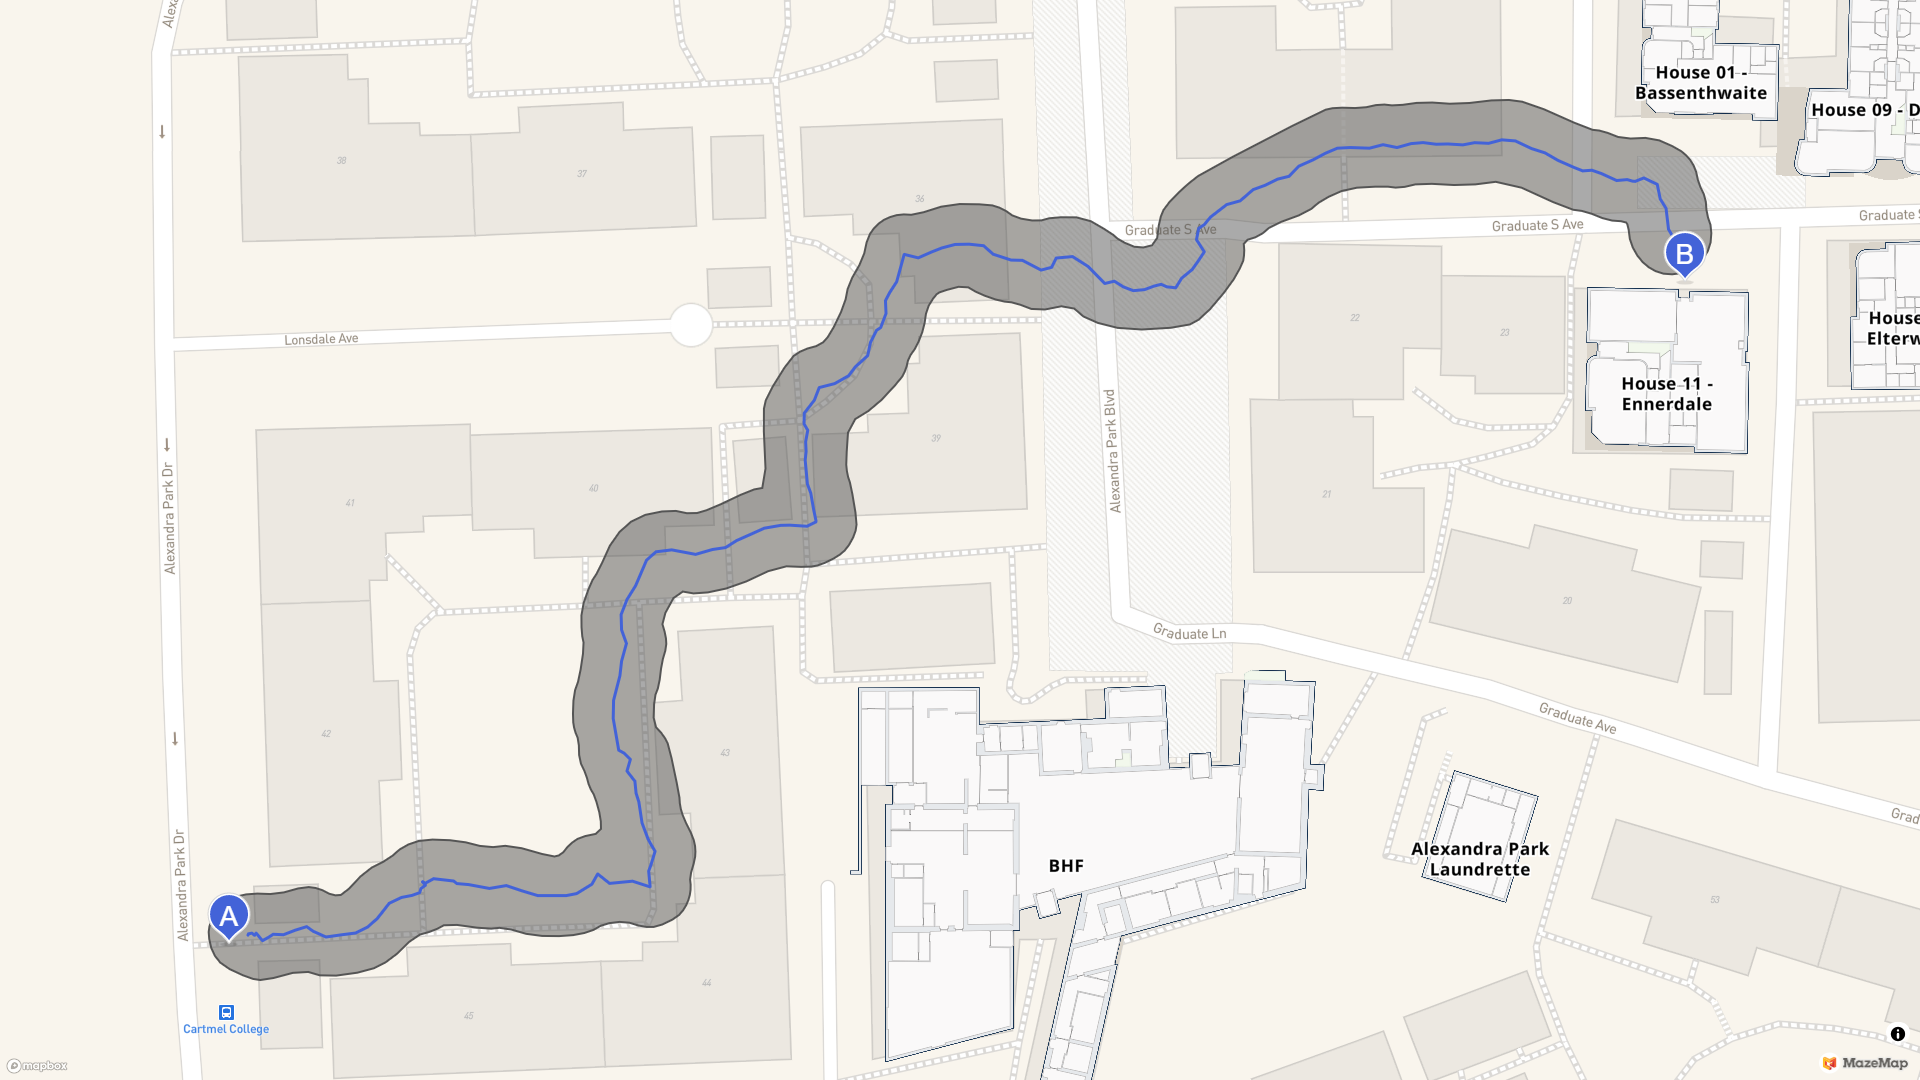 Alexa
House 01 -
Bassenthwaite
House 09 - D
38
37
36
Graduate S Ave
Graduate S Ave
Graduate S
B
Lonsdale Ave
22
23
House
Elterw
House 11 -
Ennerdale
Alexandra Park Blvd
39
Alexandra Park Dr
41
40
21
20
Graduate Ln
Graduate Ave
42
43
Grad
Alexandra Park Dr
BHF
Alexandra Park
Laundrette
53
A
44
45
Cartmel College
mapbox
MazeMap